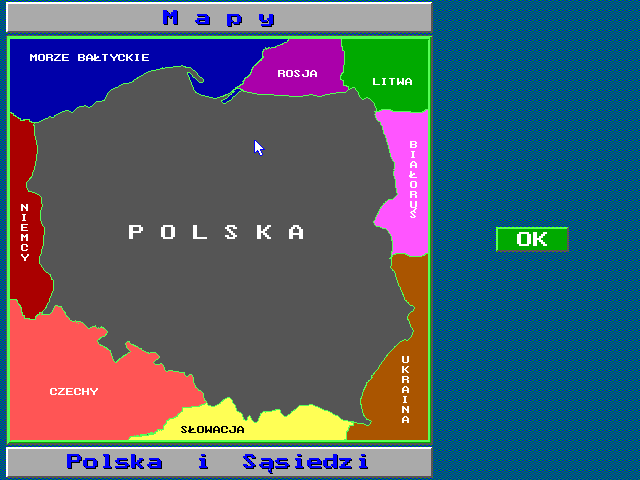 Mapy
MORZE BAŁTYCKIE
ROSJA
LITWA
BIAŁORUŚ
NIEMCY
POLSKA
OK
UKRAINA
CZECHY
SŁOWACJA
Polska i Sąsiedzi